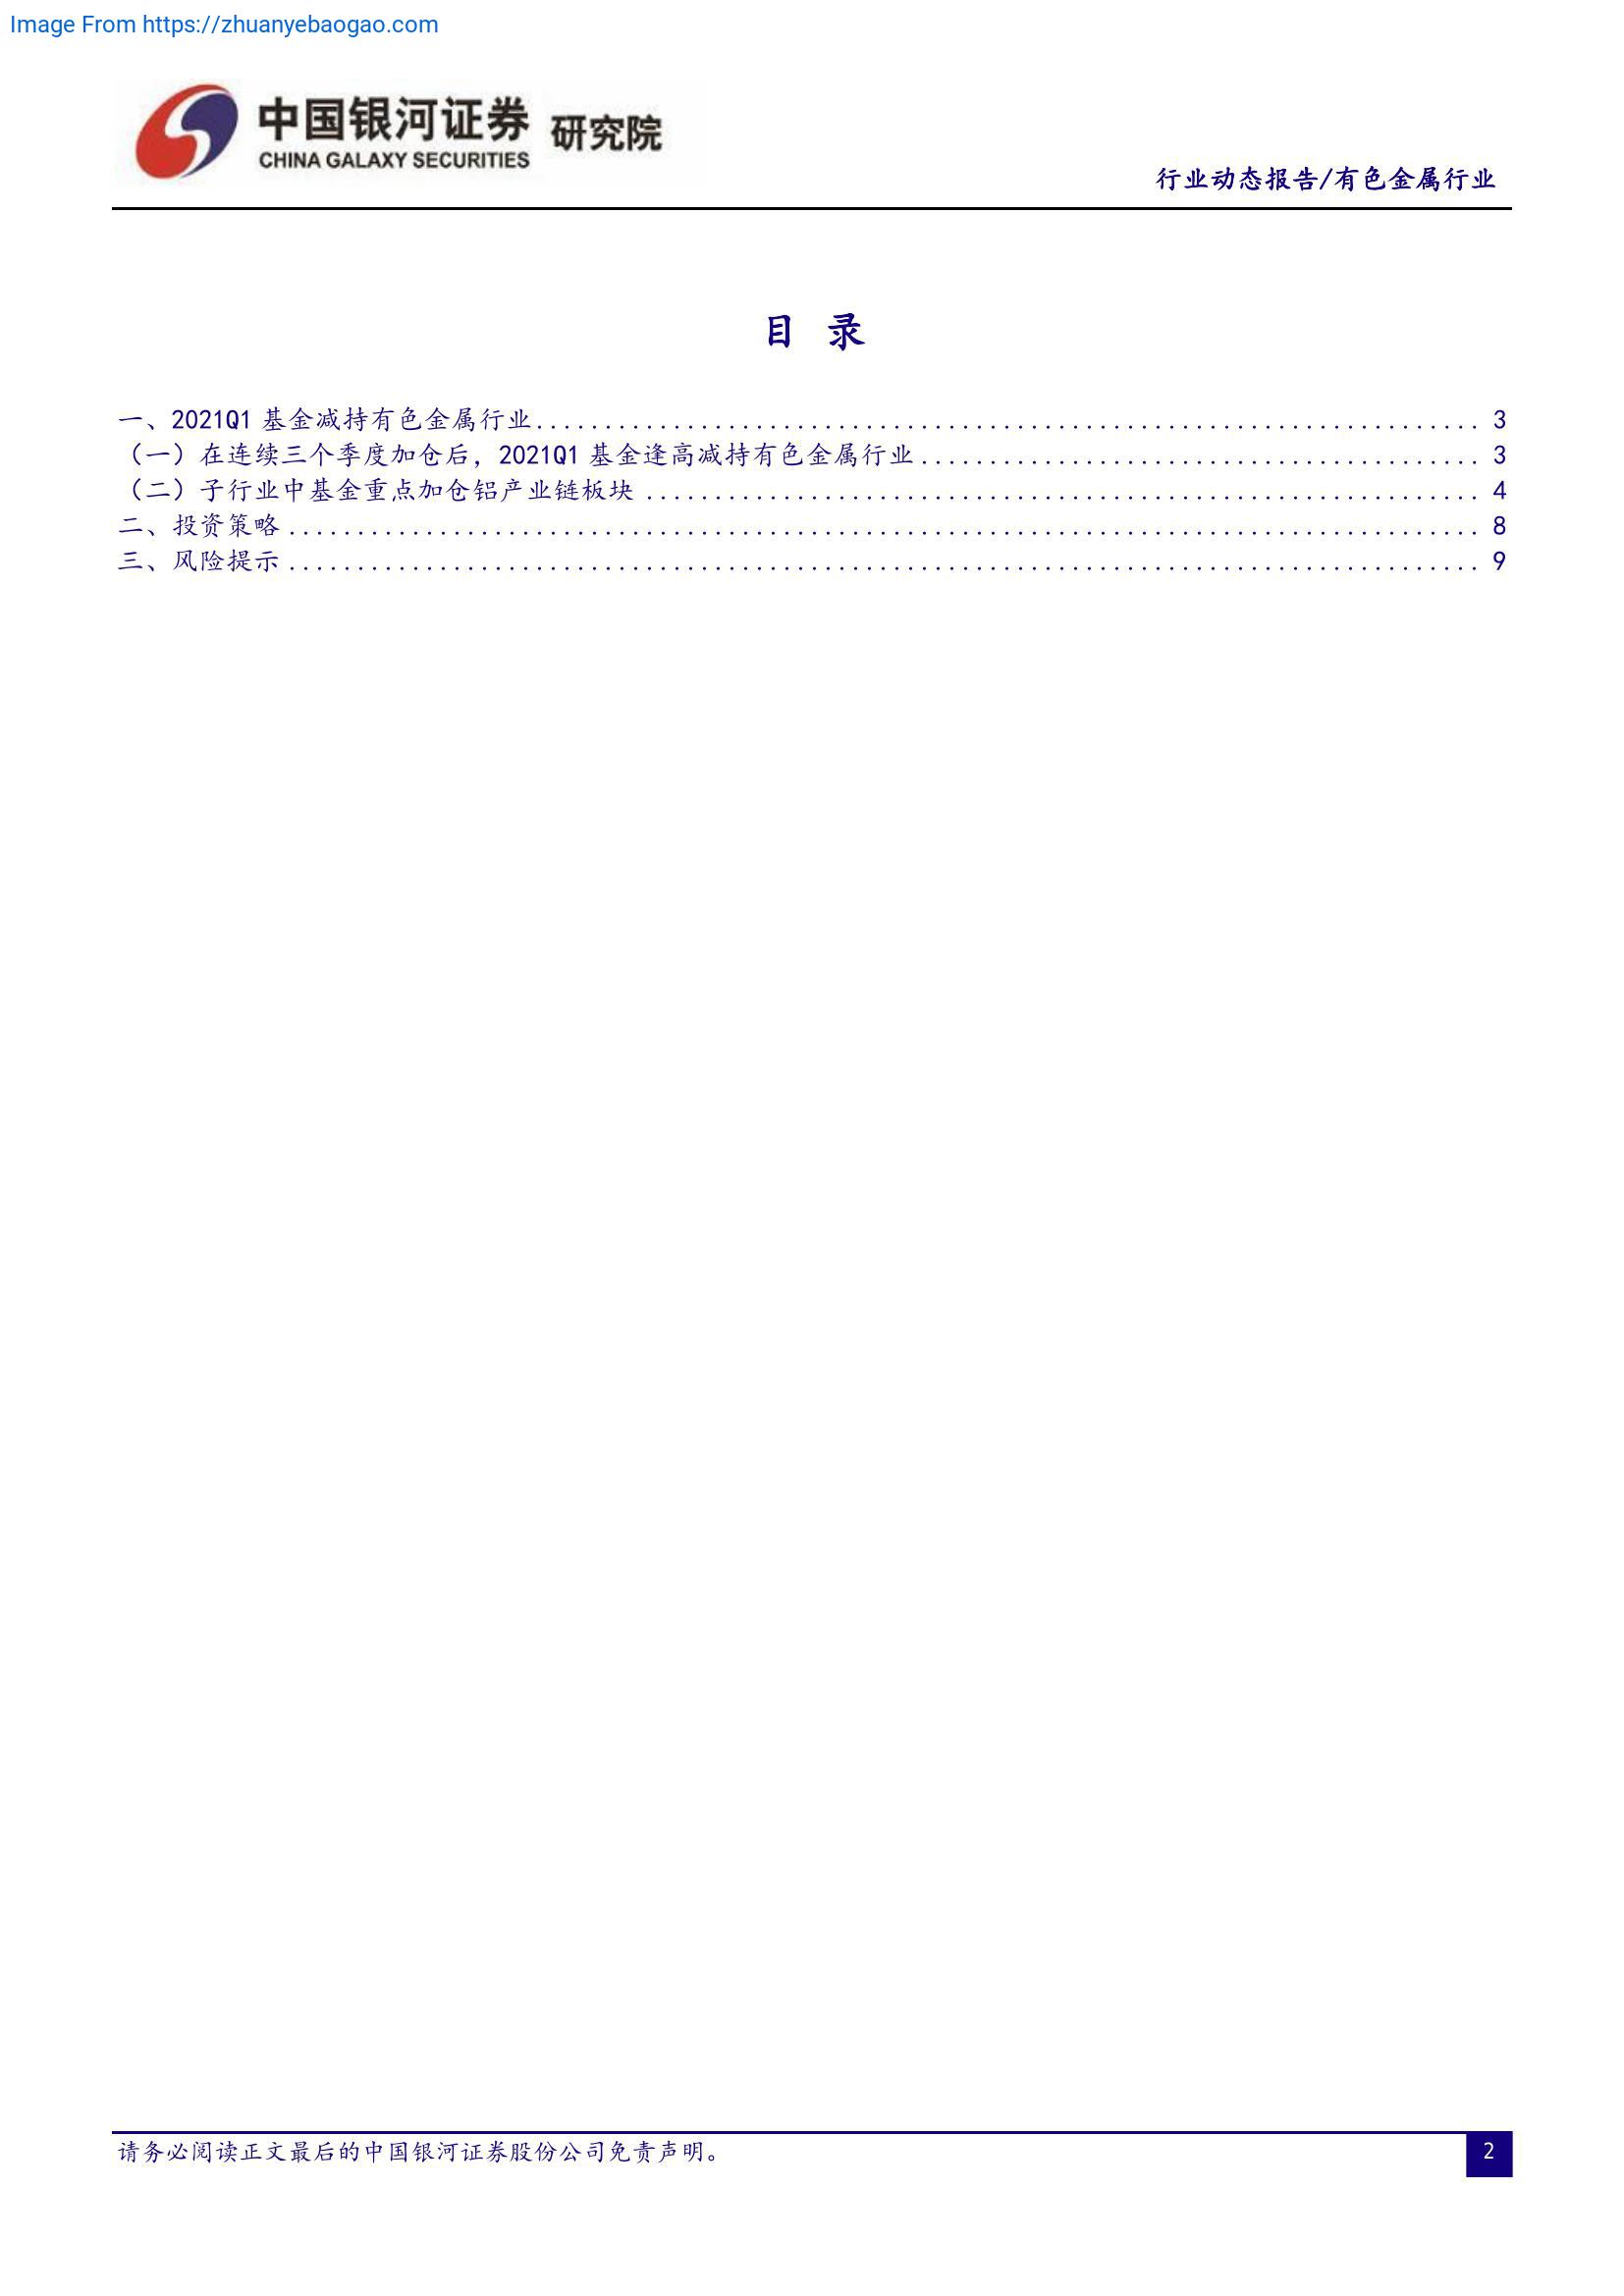 Image From https://zhuanyebaogao.com
中国银河证券 研究院
CHINA GALAXY SECURITIES
行业动态报告/有色金属行业
目 录
一、2021Q1 基金减持有色金属行业...................................................................... 3
（一）在连续三个季度加仓后，2021Q1 基金逢高减持有色金属行业.......................................... 3
（二）子行业中基金重点加仓铝产业链板块 ............................................................. 4
二、投资策略 ....................................................................................... 8
三、风险提示 ....................................................................................... 9
请务必阅读正文最后的中国银河证券股份公司免责声明。
2